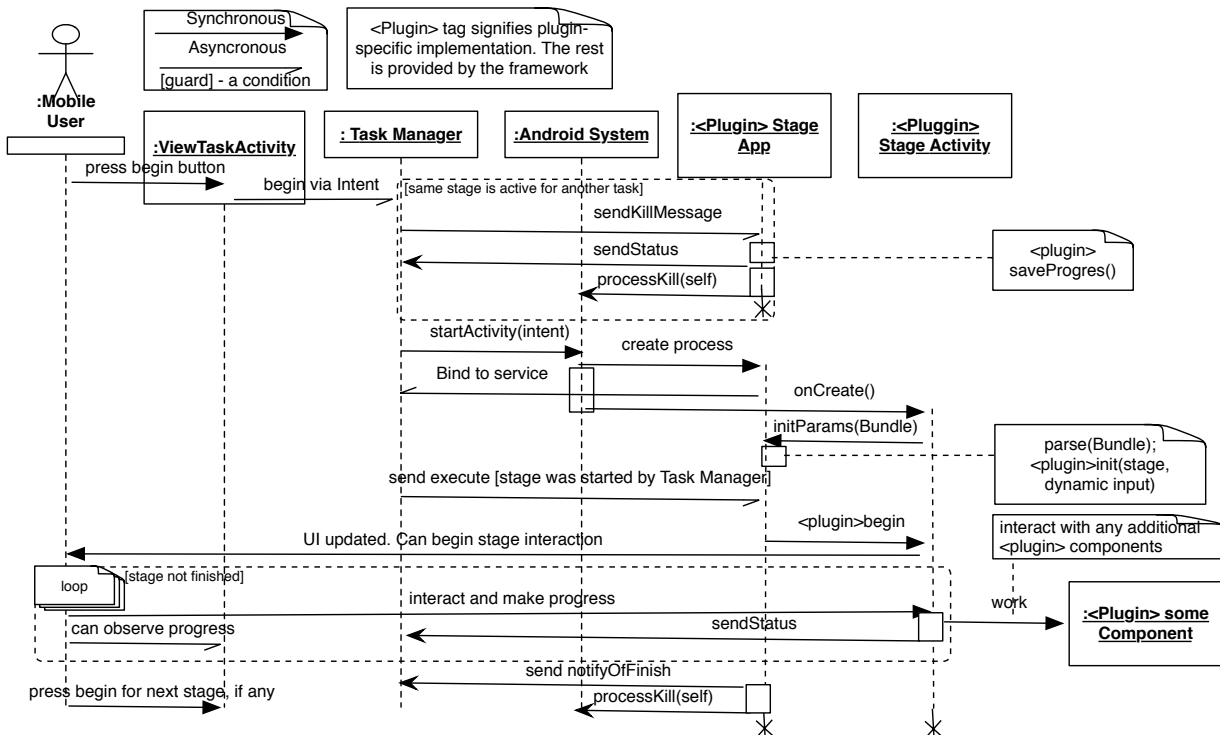 Synchronous
Asyncronous
[guard] - a condition
<Plugin> tag signifies plugin-
specific implementation. The rest
is provided by the framework
:Mobile
User
:ViewTaskActivity
: Task Manager
:Android System
:<Plugin> Stage
App
:<Pluggin>
Stage Activity
press begin button
begin via Intent
[same stage is active for another task]
sendKillMessage
sendStatus
<plugin>
saveProgres()
processKill(self)
startActivity(intent)
create process
Bind to service
onCreate()
initParams(Bundle)
parse(Bundle);
<plugin>init(stage,
dynamic input)
send execute [stage was started by Task Manager]
<plugin>begin
interact with any additional
<plugin> components
UI updated. Can begin stage interaction
loop
[stage not finished]
interact and make progress
work
:<Plugin> some
Component
can observe progress
sendStatus
send notifyOfFinish
press begin for next stage, if any
processKill(self)